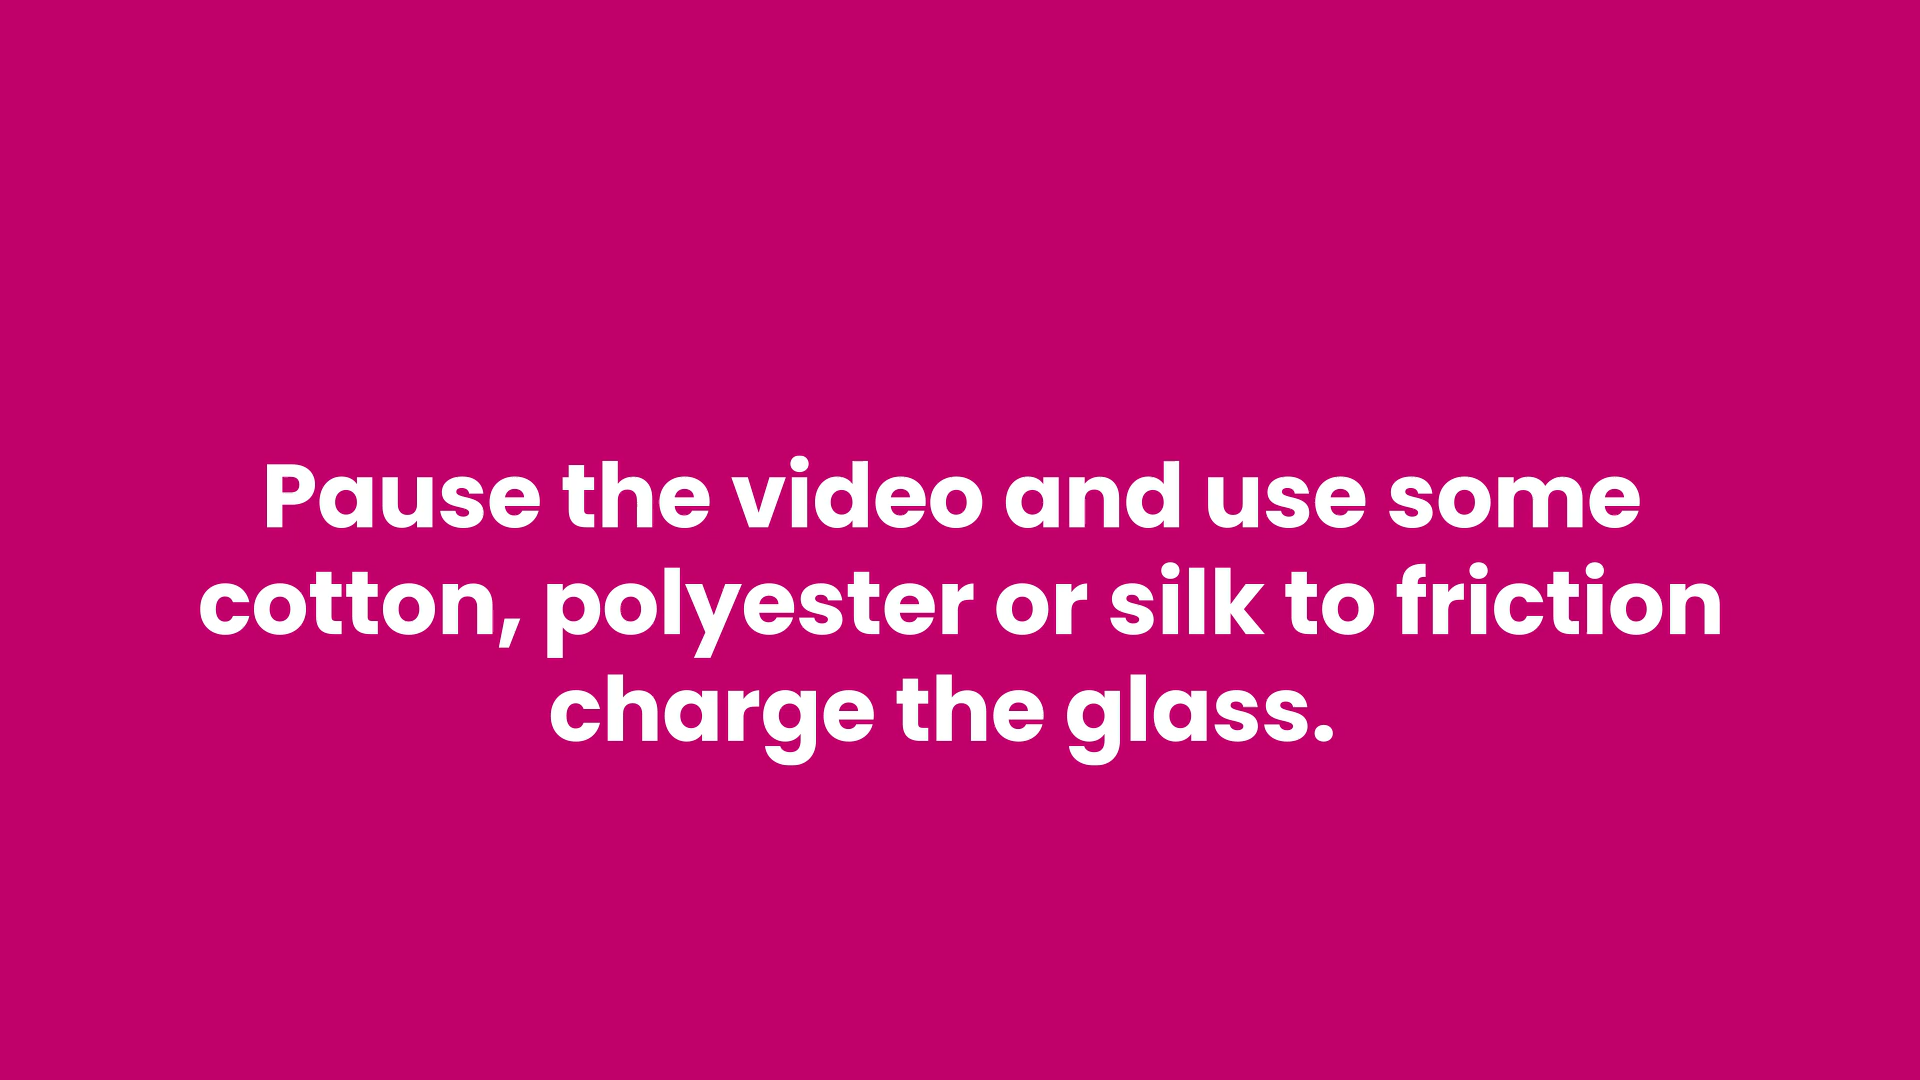 Pause the video and use some
cotton, polyester or silk to friction
charge the glass.